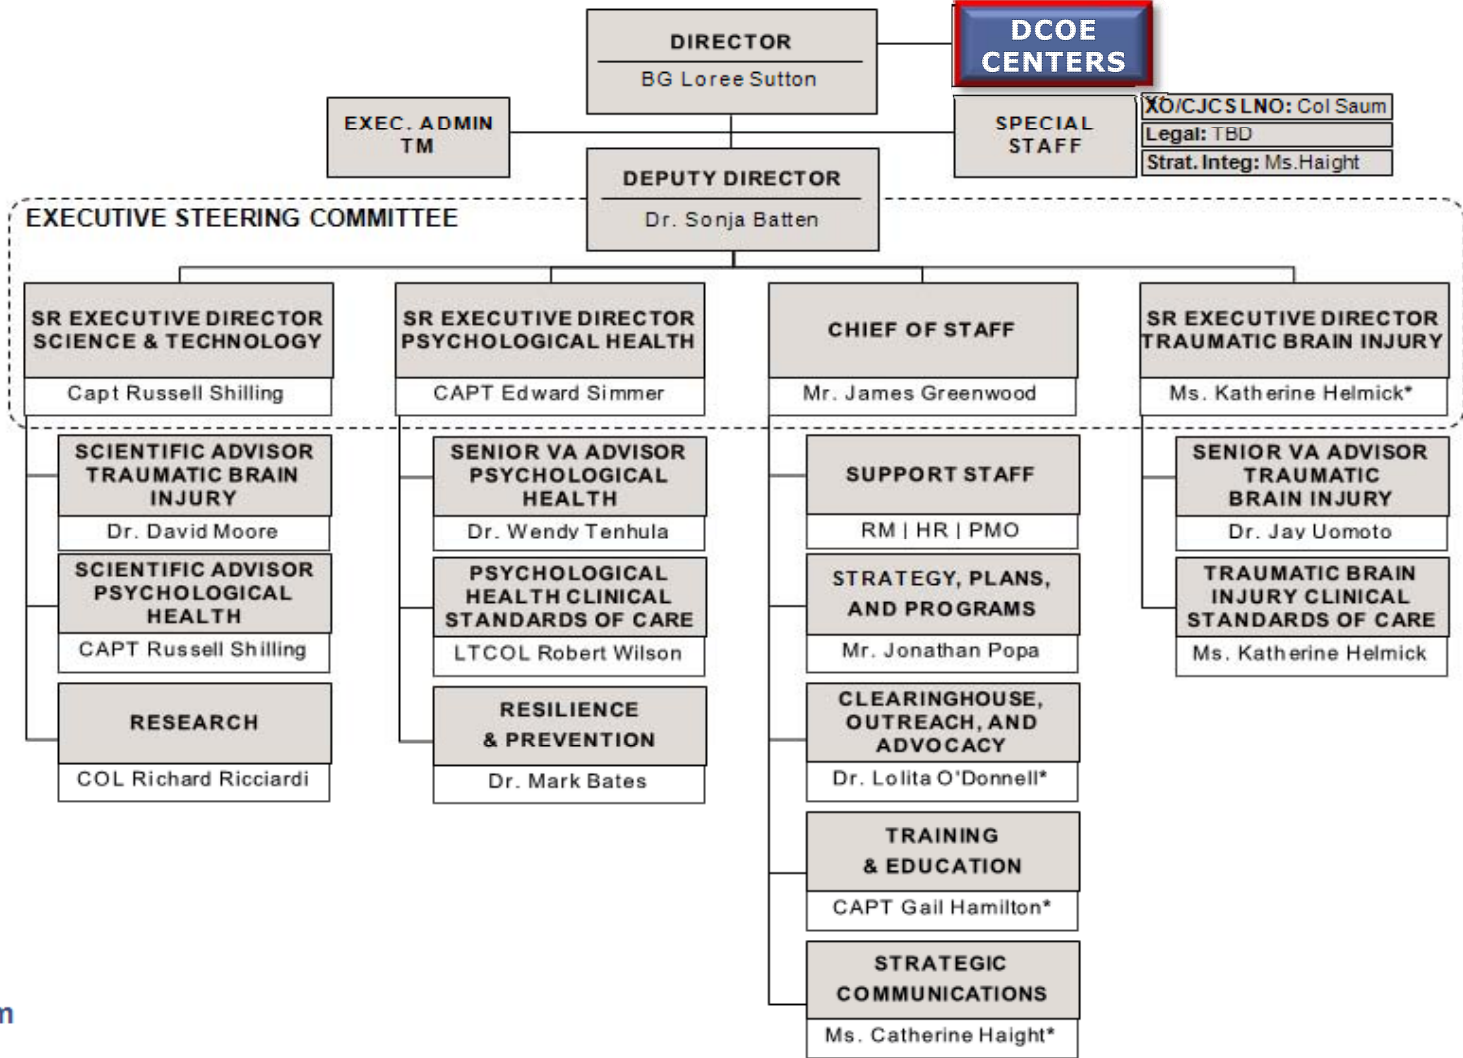 DIRECTOR
BG Loree Sutton
DCOE
CENTERS
EXEC. ADMIN
TM
SPECIAL
STAFF
XO/CJCS LNO: Col Saum
Legal: TBD
Strat. Integ: Ms.Haight
DEPUTY DIRECTOR
Dr. Sonja Batten
EXECUTIVE STEERING COMMITTEE
SR EXECUTIVE DIRECTOR
SCIENCE & TECHNOLOGY
Capt Russell Shilling
SR EXECUTIVE DIRECTOR
PSYCHOLOGICAL HEALTH
CAPT Edward Simmer
CHIEF OF STAFF
Mr. James Greenwood
SR EXECUTIVE DIRECTOR
TRAUMATIC BRAIN INJURY
Ms. Katherine Helmick*
SCIENTIFIC ADVISOR
TRAUMATIC BRAIN
INJURY
Dr. David Moore
SCIENTIFIC ADVISOR
PSYCHOLOGICAL
HEALTH
CAPT Russell Shilling
RESEARCH
COL Richard Ricciardi
SENIOR VA ADVISOR
PSYCHOLOGICAL
HEALTH
Dr. Wendy Tenhula
PSYCHOLOGICAL
HEALTH CLINICAL
STANDARDS OF CARE
LTCOL Robert Wilson
RESILIENCE
& PREVENTION
Dr. Mark Bates
SUPPORT STAFF
RM | HR | PMO
STRATEGY, PLANS,
AND PROGRAMS
Mr. Jonathan Popa
CLEARINGHOUSE,
OUTREACH, AND
ADVOCACY
Dr. Lolita O'Donnell*
TRAINING
& EDUCATION
CAPT Gail Hamilton*
STRATEGIC
COMMUNICATIONS
Ms. Catherine Haight*
SENIOR VA ADVISOR
TRAUMATIC
BRAIN INJURY
Dr. Jay Uomoto
TRAUMATIC BRAIN
INJURY CLINICAL
STANDARDS OF CARE
Ms. Katherine Helmick